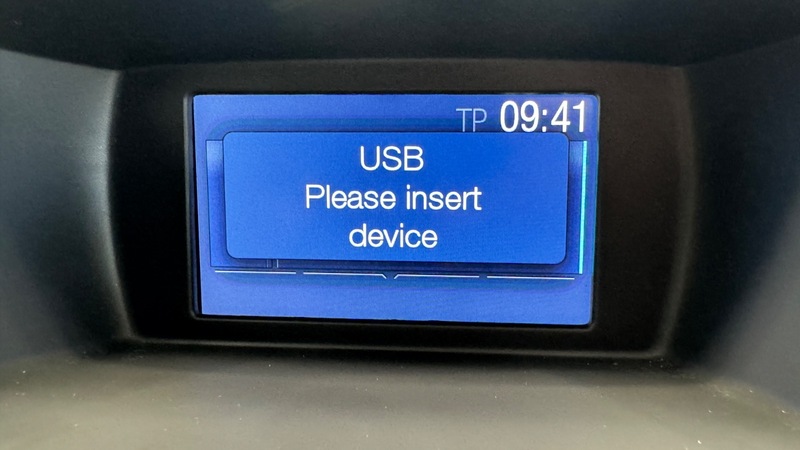 TP 09:41
USB
Please insert
device